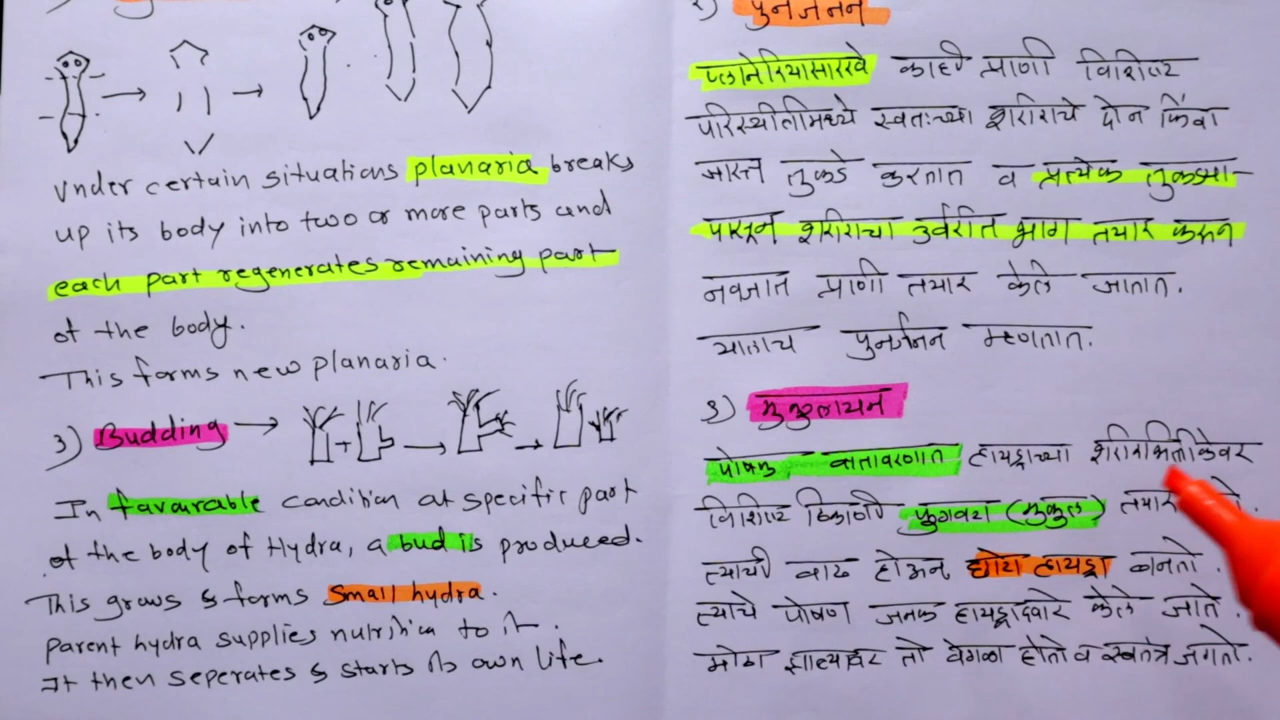 Under certain situations planaria breaks
up its body into two or more parts and
each part regenerates remaining part
of the body.
This forms new planaria.
3) Budding →
In favourable condition at specific part
of the body of Hydra, a bud is produced.
This grows & forms small hydra.
Parent hydra supplies nutrition to it.
It then seperates & starts its own life.
२) पुनर्जनन
प्लानेरियासारखे काही प्राणी विशिष्ट
परिस्थितीमध्ये स्वतःच्या शरीराचे दोन किंवा
जास्त तुकडे करतात व प्रत्येक तुकड्या-
पासून शरीराचा उर्वरीत भाग तयार करून
नवजात प्राणी तयार केले जातात.
यालाच पुनर्जनन म्हणतात.
३) मुकुलायन
पोषक वातावरणात हायड्राच्या शरीरभित्तीकेवर
विशिष्ट ठिकाणी फुगवटा (मुकुल) तयार
त्याची वाढ होऊन छोटा हायड्रा बनतो.
त्याचे पोषण जनक हायड्राद्वारे केले जाते.
मोठा झाल्यावर तो वेगळा होतो व स्वतंत्र जगतो.